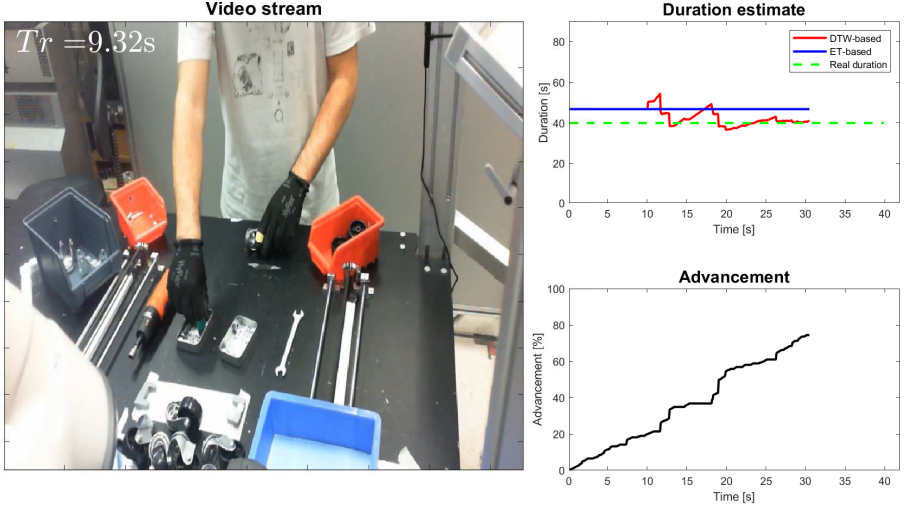 Video stream
Tr =9.32s
Duration estimate
DTW-based
ET-based
Real duration
Duration [s]
80
60
40
20
0
0 5 10 15 20 25 30 35 40
Time [s]
Advancement
Advancement [%]
100
80
60
40
20
0
0 5 10 15 20 25 30 35 40
Time [s]